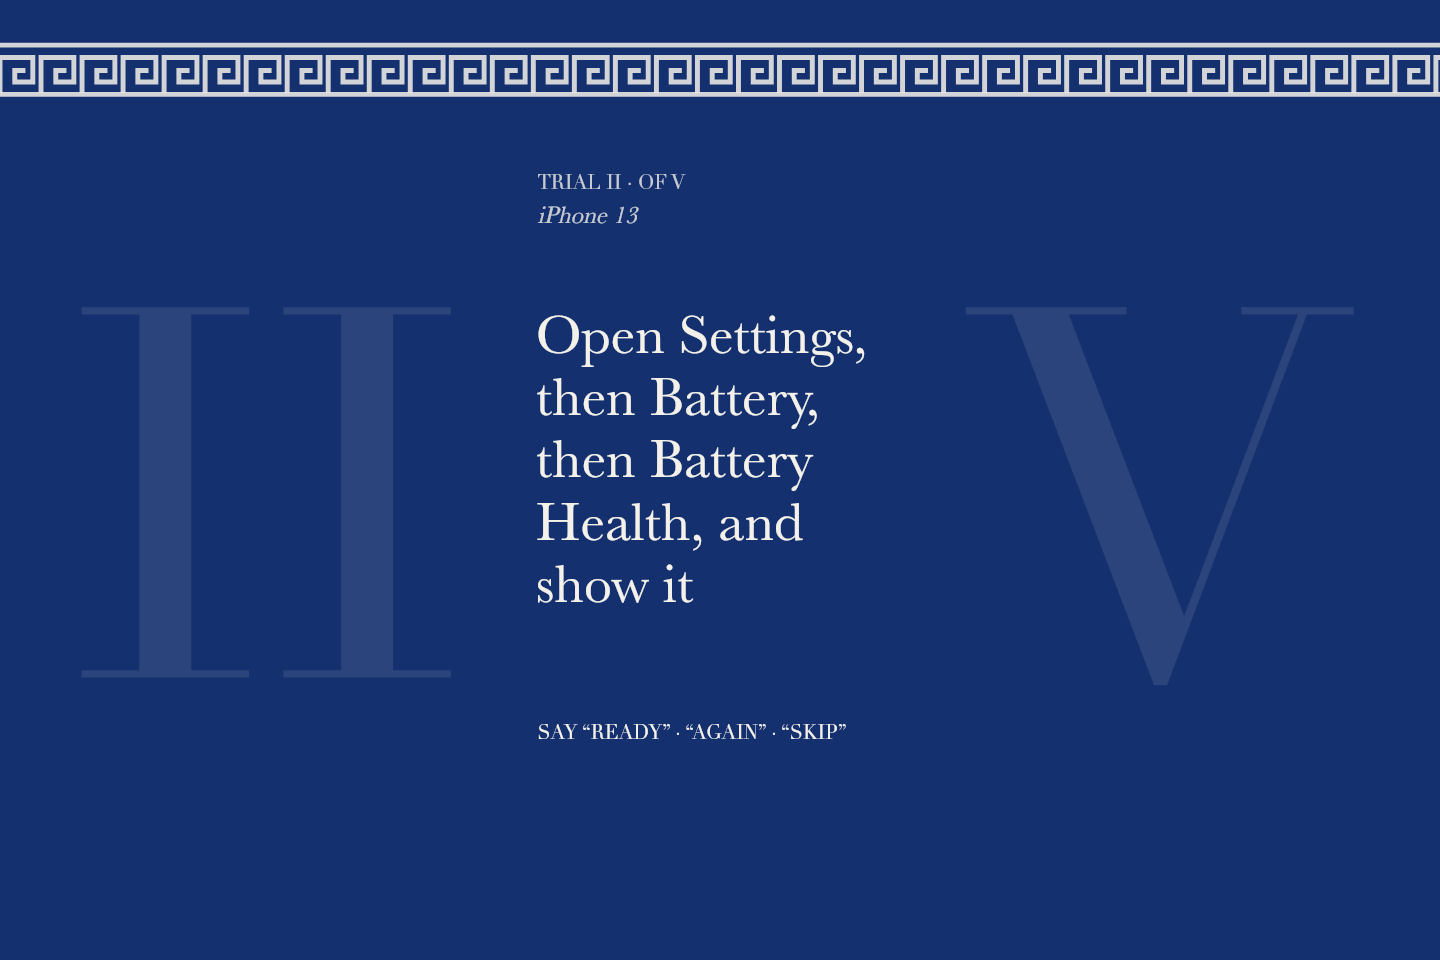 TRIAL II · OF V
iPhone 13
II
V
Open Settings,
then Battery,
then Battery
Health, and
show it
SAY “READY” · “AGAIN” · “SKIP”